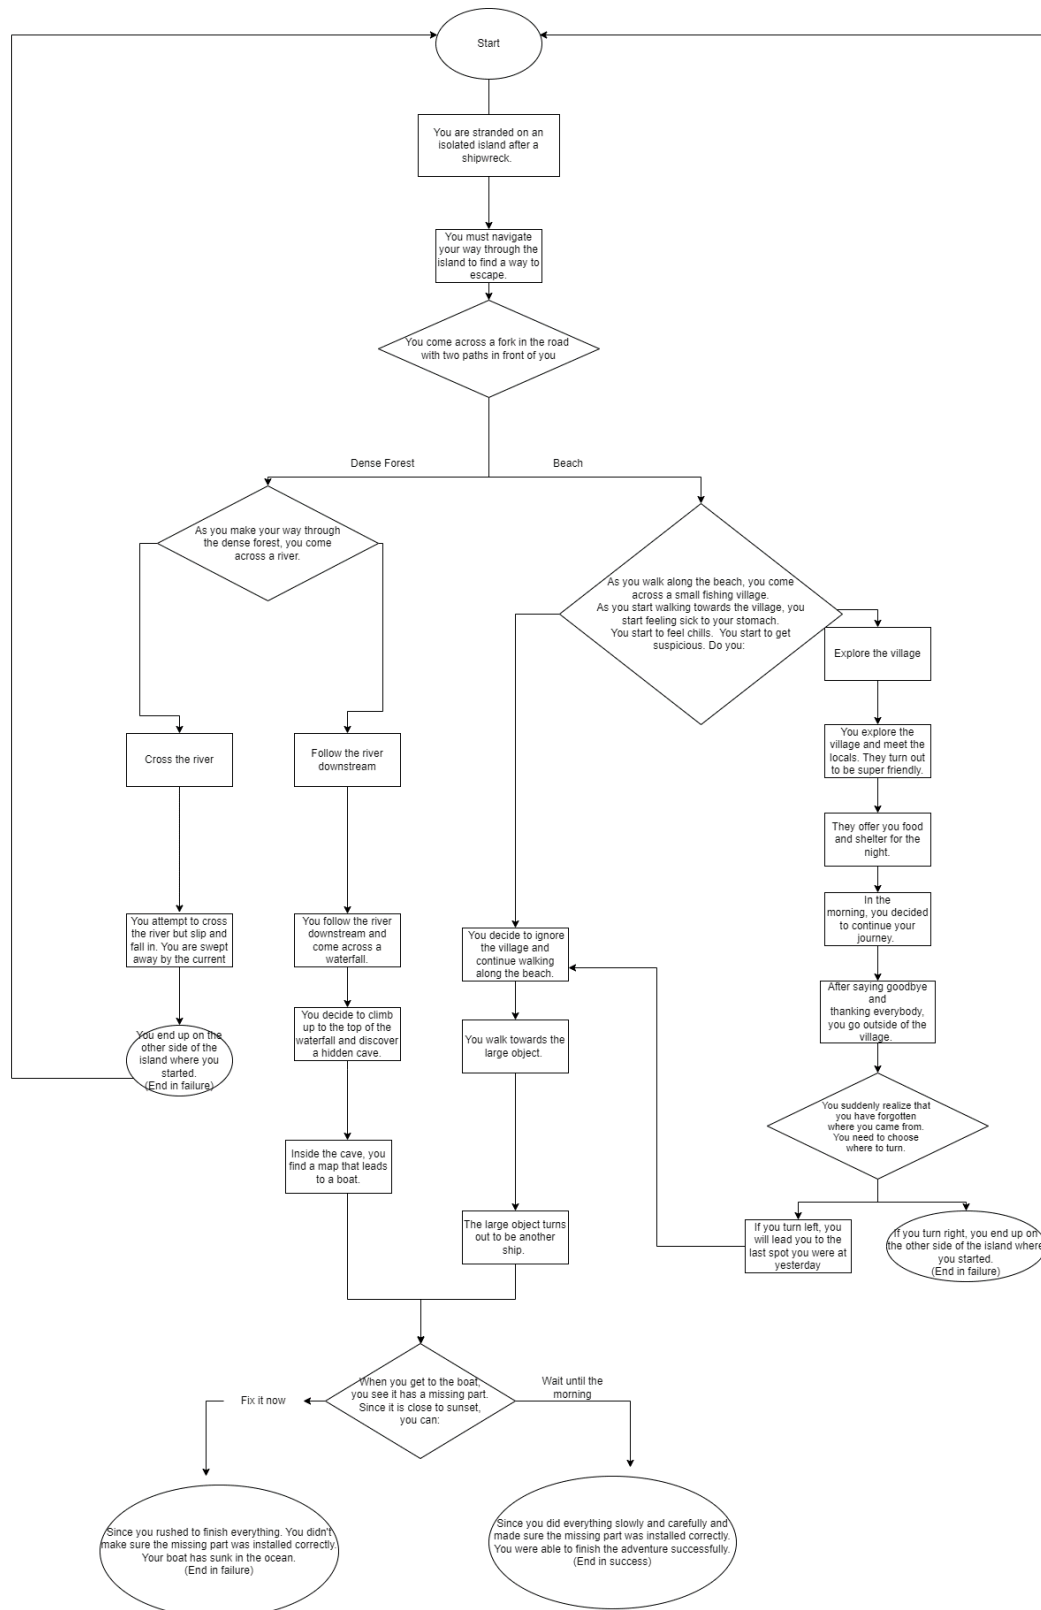 Start
You are stranded on an
isolated island after a
shipwreck.
You must navigate
your way through the
island to find a way to
escape.
You come across a fork in the road
with two paths in front of you
Dense Forest
Beach
As you make your way through
the dense forest, you come
across a river.
As you walk along the beach, you come
across a small fishing village.
As you start walking towards the village, you
start feeling sick to your stomach.
You start to feel chills. You start to get
suspicious. Do you:
Explore the village
Cross the river
Follow the river
downstream
You explore the
village and meet the
locals. They turn out
to be super friendly.
They offer you food
and shelter for the
night.
In the
morning, you decided
to continue your
journey.
You attempt to cross
the river but slip and
fall in. You are swept
away by the current
You follow the river
downstream and
come across a
waterfall.
You decide to ignore
the village and
continue walking
along the beach.
After saying goodbye
and
thanking everybody,
you go outside of the
village.
You end up on the
other side of the
island where you
started.
(End in failure)
You decide to climb
up to the top of the
waterfall and discover
a hidden cave.
You walk towards the
large object.
You suddenly realize that
you have forgotten
where you came from.
You need to choose
where to turn.
Inside the cave, you
find a map that leads
to a boat.
The large object turns
out to be another
ship.
If you turn left, you
will lead you to the
last spot you were at
yesterday
If you turn right, you end up on
the other side of the island where
you started.
(End in failure)
When you get to the boat,
you see it has a missing part.
Since it is close to sunset,
you can:
Fix it now
Wait until the
morning
Since you rushed to finish everything. You didn't
make sure the missing part was installed correctly.
Your boat has sunk in the ocean.
(End in failure)
Since you did everything slowly and carefully and
made sure the missing part was installed correctly.
You were able to finish the adventure successfully.
(End in success)